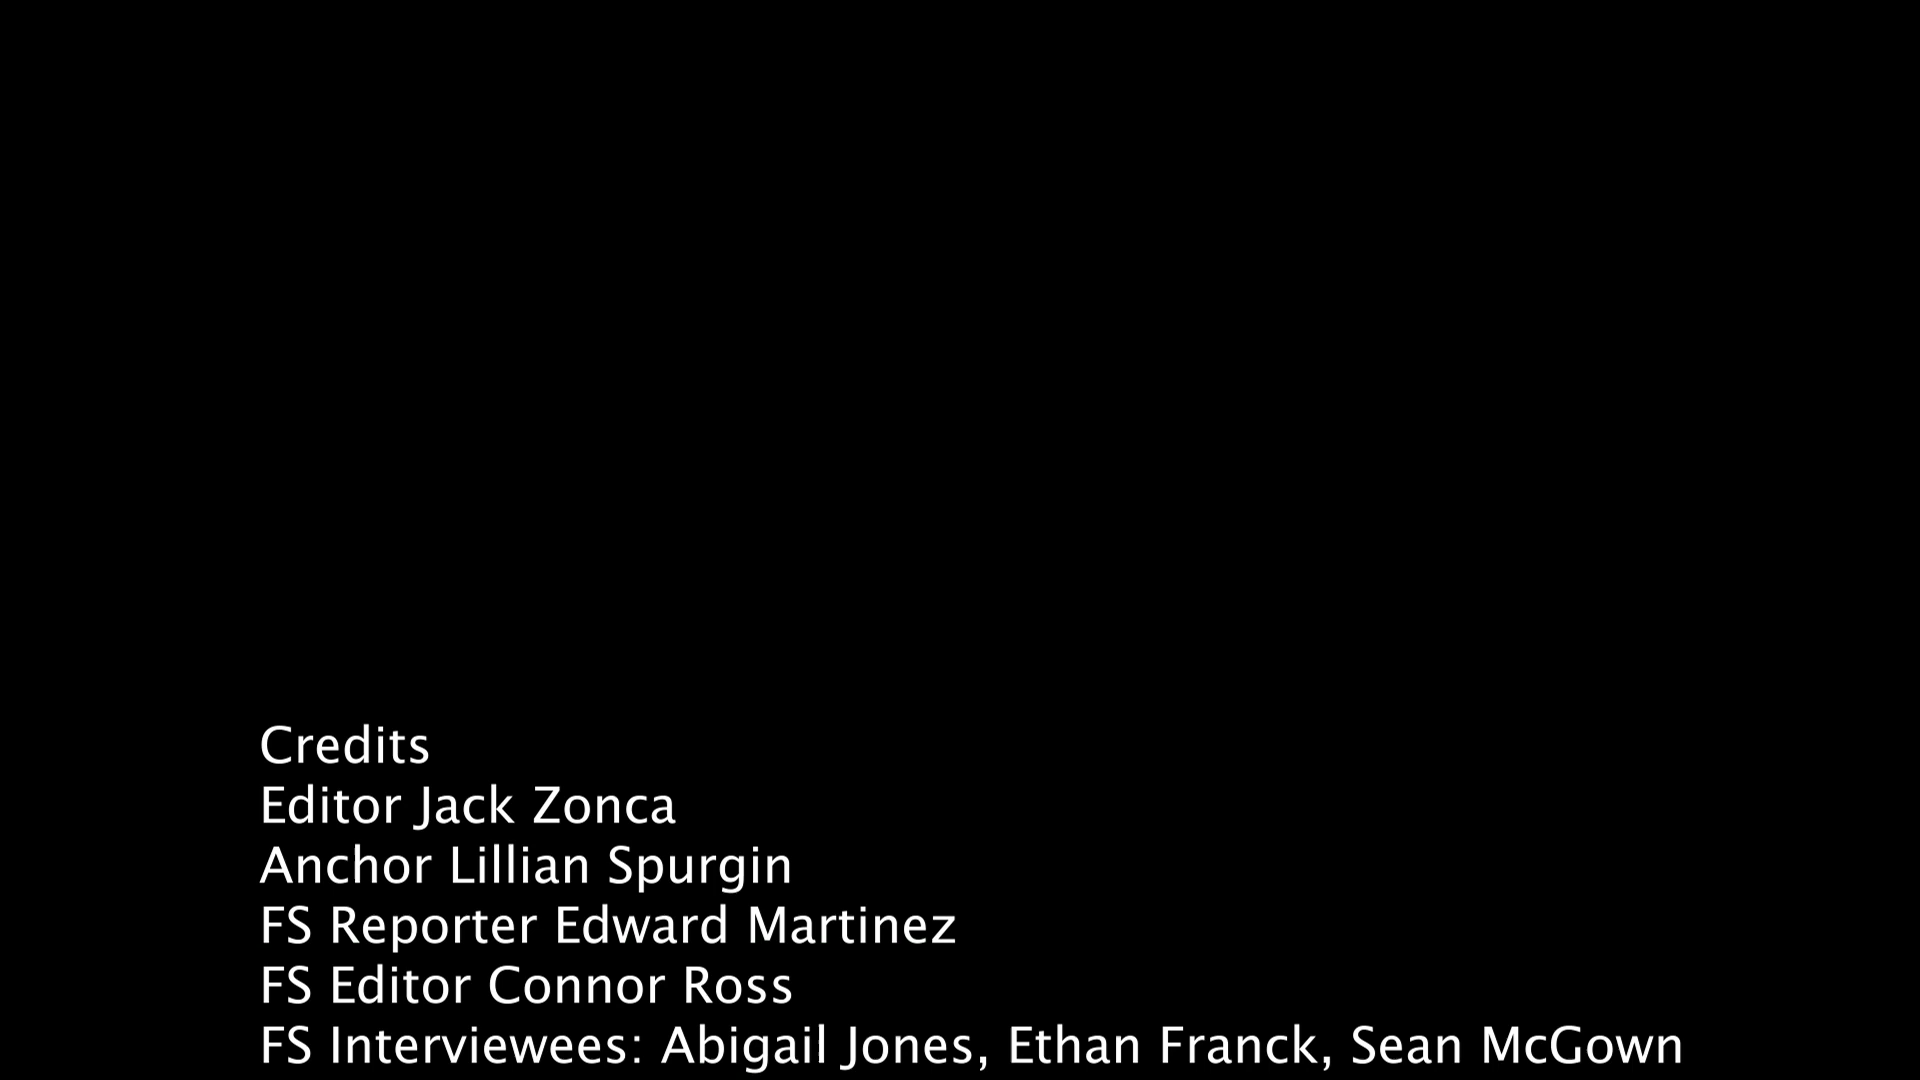 Credits
Editor Jack Zonca
Anchor Lillian Spurgin
FS Reporter Edward Martinez
FS Editor Connor Ross
FS Interviewees: Abigail Jones, Ethan Franck, Sean McGown